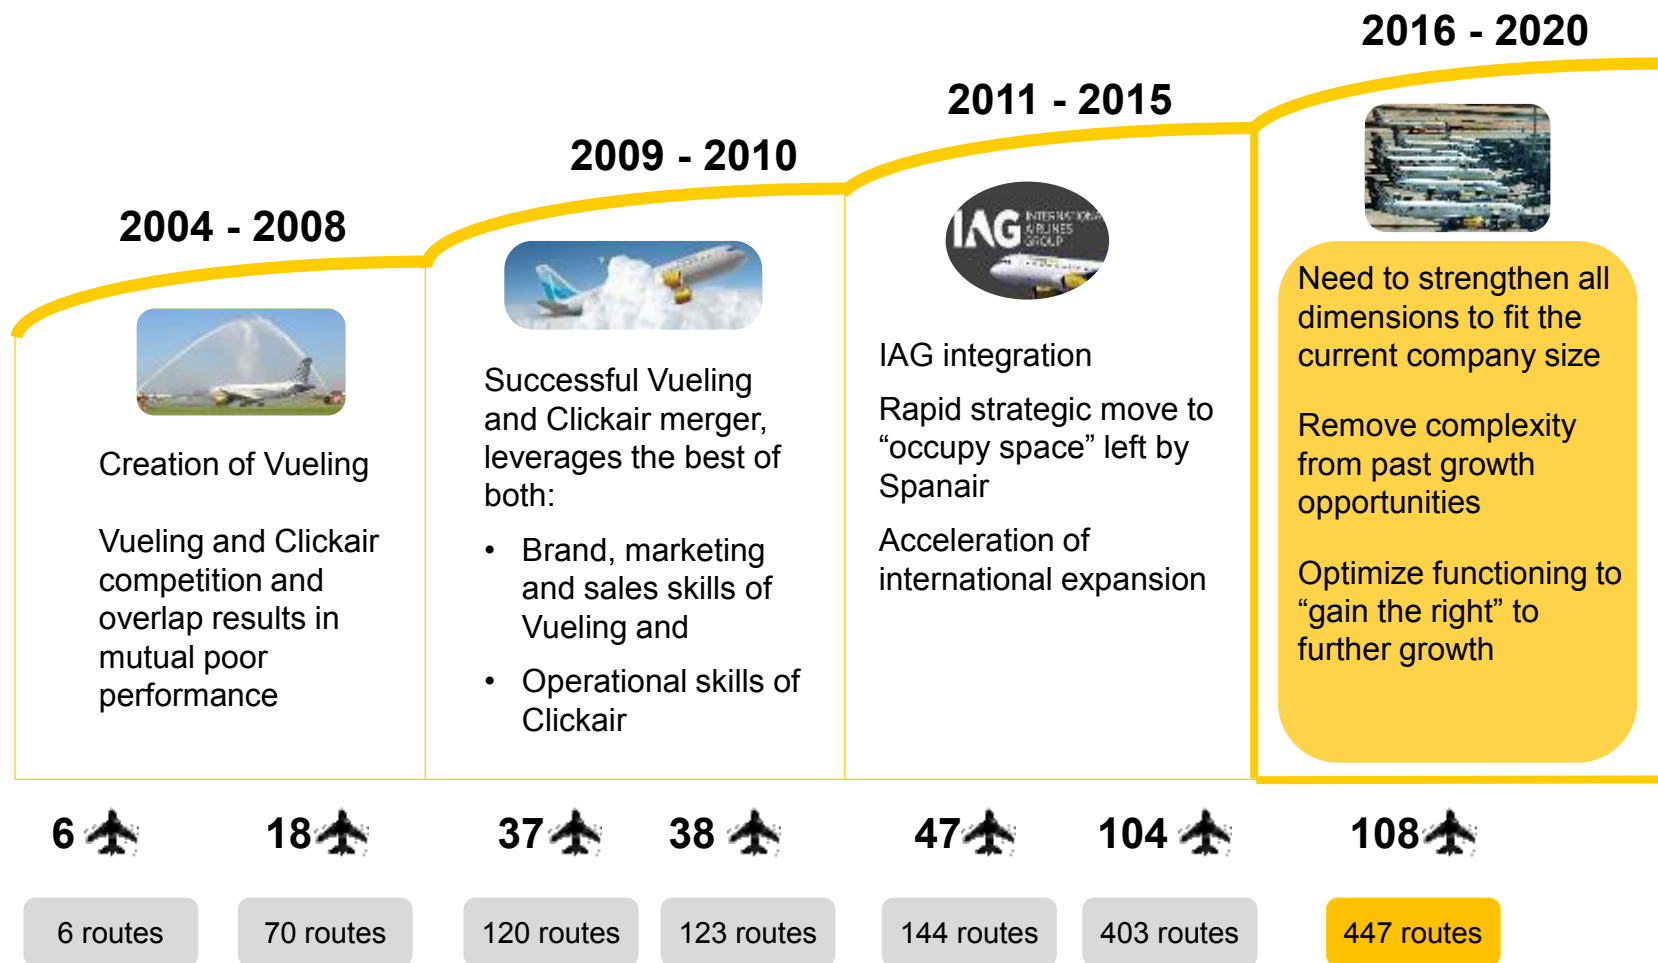 2004 - 2008
Creation of Vueling
Vueling and Clickair
competition and
overlap results in
mutual poor
performance
2009 - 2010
Successful Vueling
and Clickair merger,
leverages the best of
both:
• Brand, marketing
and sales skills of
Vueling and
• Operational skills of
Clickair
2011 - 2015
IAG
INTERNATIONAL
AIRLINES
GROUP
IAG integration
Rapid strategic move to
“occupy space” left by
Spanair
Acceleration of
international expansion
2016 - 2020
Need to strengthen all
dimensions to fit the
current company size
Remove complexity
from past growth
opportunities
Optimize functioning to
“gain the right” to
further growth
6 18 37 38 47 104 108
6 routes 70 routes 120 routes 123 routes 144 routes 403 routes 447 routes